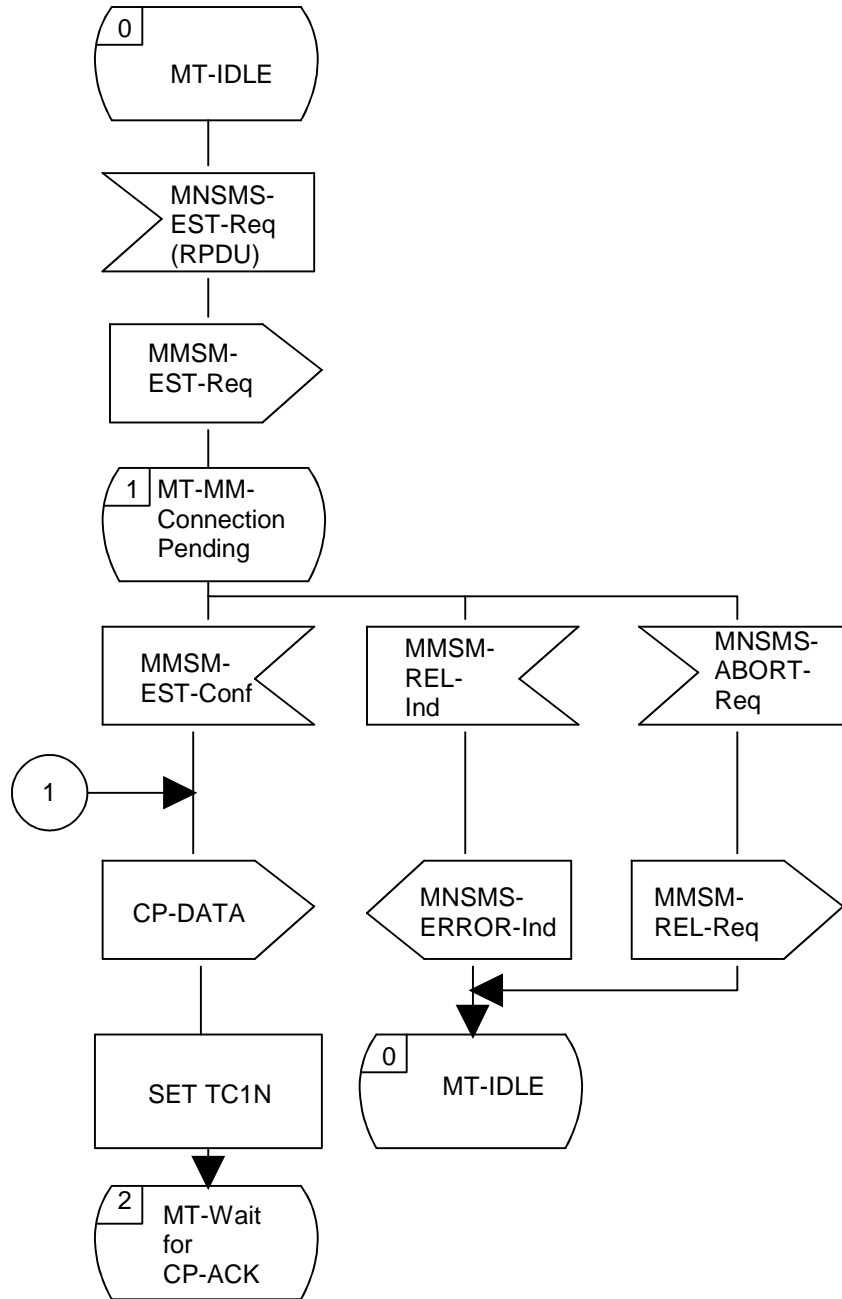 0
MT-IDLE
MNSMS-
EST-Req
(RPDU)
MMSM-
EST-Req
1
MT-MM-
Connection
Pending
MMSM-
EST-Conf
MMSM-
REL-
Ind
MNSMS-
ABORT-
Req
1
CP-DATA
MNSMS-
ERROR-Ind
MMSM-
REL-Req
SET TC1N
0
MT-IDLE
2
MT-Wait
for
CP-ACK